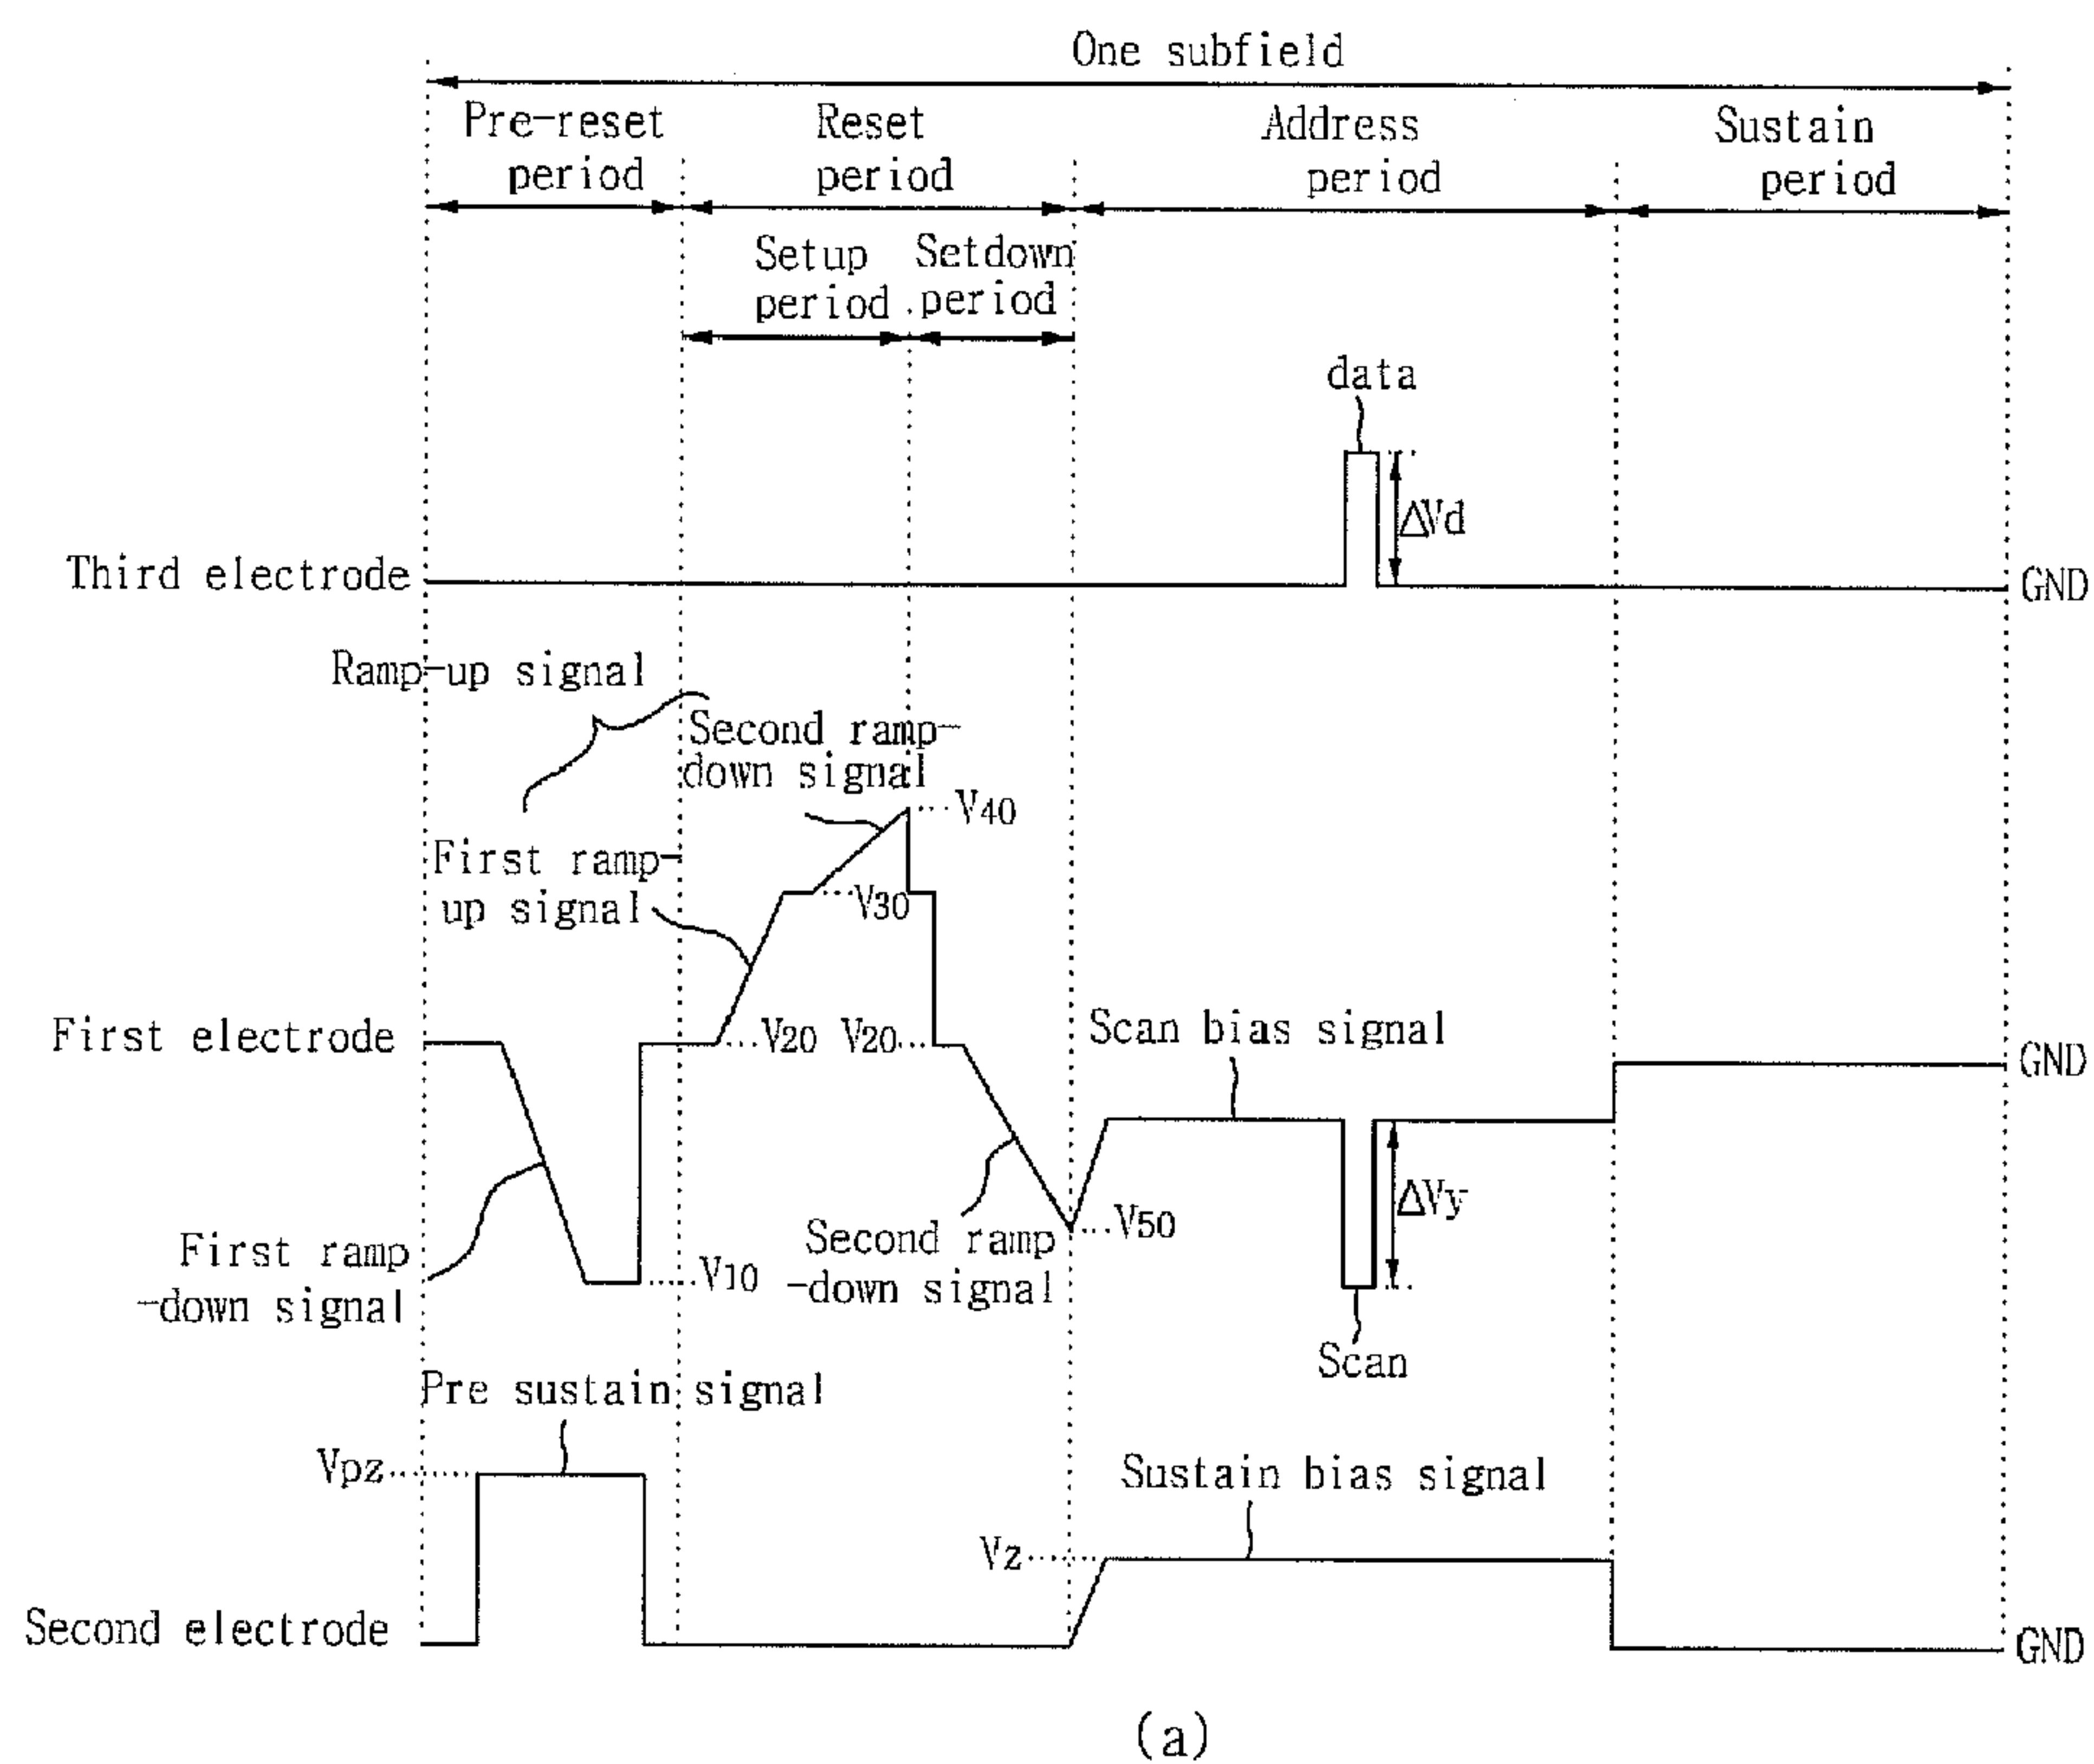 One subfield
Pre-reset
period
Reset
period
Address
period
Sustain
period
Setup
period
Setdown
period
data
ΔVd
Third electrode
GND
Ramp-up signal
Second ramp-
down signal
V40
First ramp-
up signal
V30
First electrode
V20
V20
Scan bias signal
GND
ΔVy
V50
First ramp
-down signal
V10
Second ramp
-down signal
Scan
Pre sustain signal
Vpz
Sustain bias signal
Vz
Second electrode
GND
(a)